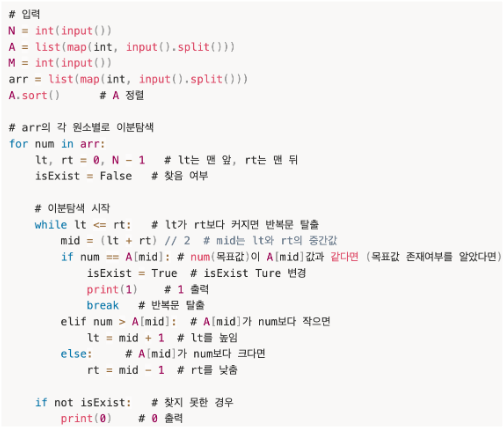 # 입력
N = int(input())
A = list(map(int, input().split()))
M = int(input())
arr = list(map(int, input().split()))
A.sort()      # A 정렬

# arr의 각 원소별로 이분탐색
for num in arr:
    lt, rt = 0, N - 1   # lt는 맨 앞, rt는 맨 뒤
    isExist = False   # 찾음 여부

    # 이분탐색 시작
    while lt <= rt:   # lt가 rt보다 커지면 반복문 탈출
        mid = (lt + rt) // 2  # mid는 lt와 rt의 중간값
        if num == A[mid]: # num(목표값)이 A[mid]값과 같다면 (목표값 존재여부를 알았다면)
            isExist = True  # isExist Ture 변경
            print(1)    # 1 출력
            break   # 반복문 탈출
        elif num > A[mid]:  # A[mid]가 num보다 작으면
            lt = mid + 1  # lt를 높임
        else:     # A[mid]가 num보다 크다면
            rt = mid - 1  # rt를 낮춤

    if not isExist:   # 찾지 못한 경우
        print(0)    # 0 출력